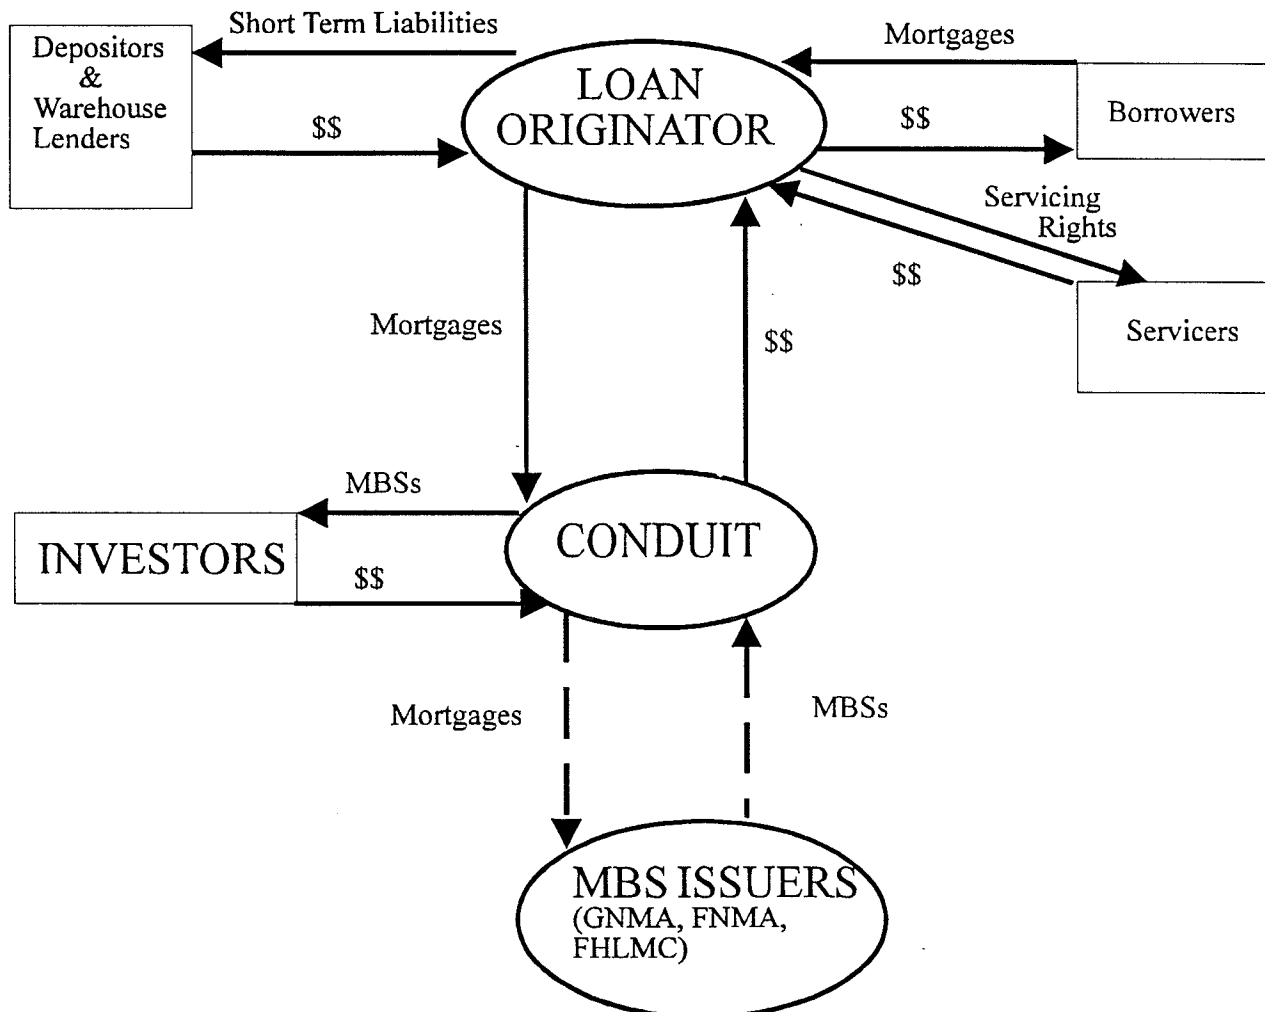 Short Term Liabilities
Depositors
&
Warehouse
Lenders
$$
LOAN
ORIGINATOR
Mortgages
Borrowers
$$
Servicing
Rights
$$
Servicers
Mortgages
$$
MBSs
INVESTORS
$$
CONDUIT
Mortgages
MBSs
MBS ISSUERS
(GNMA, FNMA,
FHLMC)